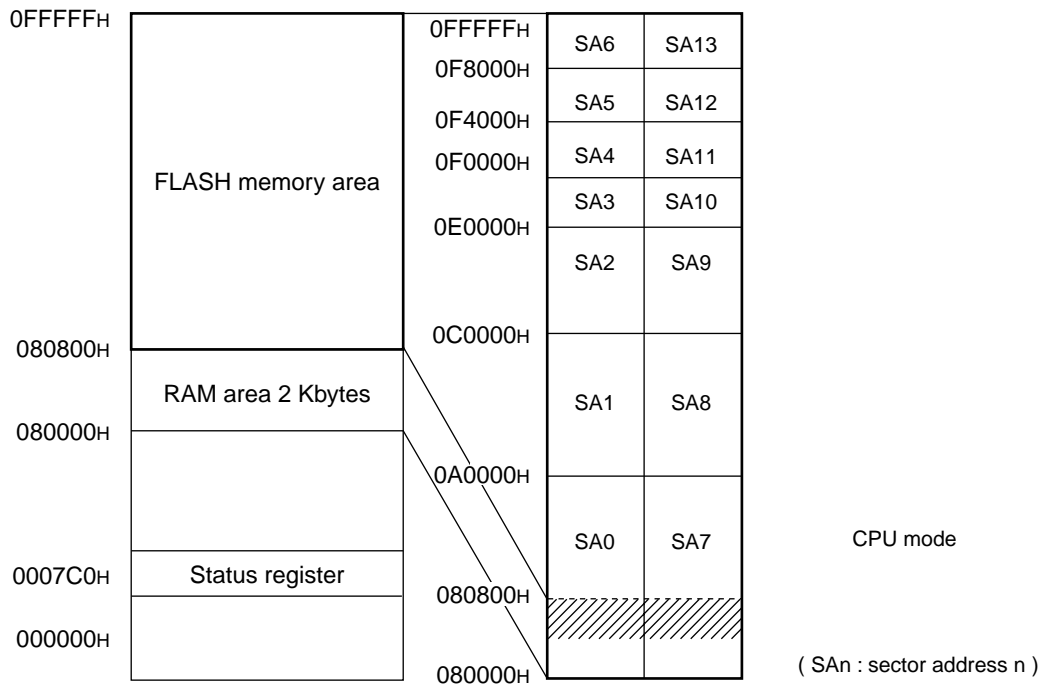 0FFFFFH
FLASH memory area
080800H
RAM area 2 Kbytes
080000H
Status register
0007C0H
000000H
0FFFFFH
SA6 SA13
0F8000H
SA5 SA12
0F4000H
SA4 SA11
0F0000H
SA3 SA10
0E0000H
SA2 SA9
0C0000H
SA1 SA8
0A0000H
SA0 SA7
080800H
080000H
CPU mode
( SAn : sector address n )